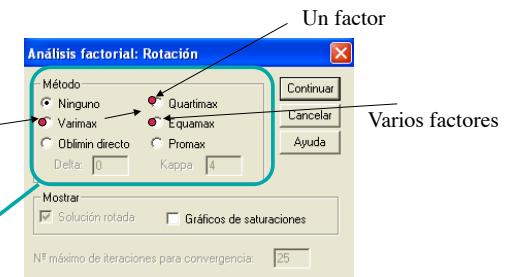 Un factor
Análisis factorial: Rotación
Método
Ninguno
Quartimax
Varimax
Equamax
Oblimin directo
Promax
Delta: 0
Kappa 4
Continuar
Cancelar
Ayuda
Varios factores
Mostrar
Solución rotada
Gráficos de saturaciones
Nº máximo de iteraciones para convergencia: 25